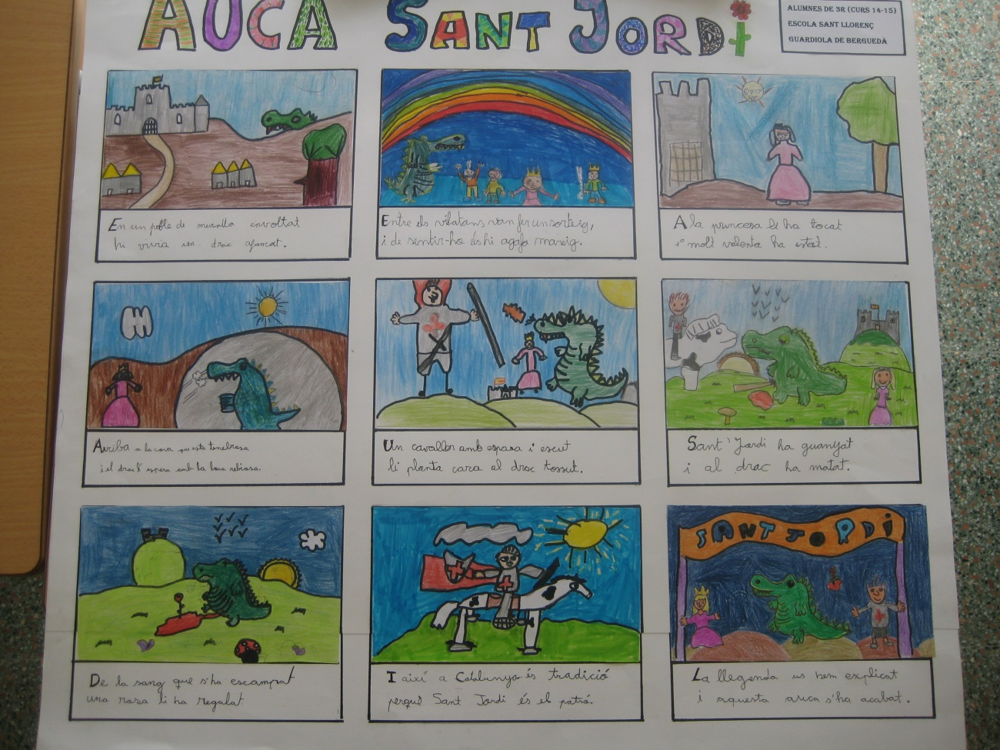 AUCA SANT JORDI
ALUMNES DE 3R (CURS 14-15)
ESCOLA SANT LLORENÇ
GUARDIOLA DE BERGUEDÀ
En un poble de muralla envoltat
hi vivia un drac afamat.
Entre els vilatans van fer un sorteig,
i de sentir-ho els hi agafa mareig.
A la princesa li ha tocat
i molt valenta ha estat.
Arriba a la cova que està tenebrosa
i el drac l'espera amb la boca rabiosa.
Un cavaller amb espasa i escut
li planta cara al drac tossut.
Sant Jordi ha guanyat
i al drac ha matat.
De la sang que s'ha escampat
una rosa li ha regalat.
I així a Catalunya és tradició
perquè Sant Jordi és el patró.
SANT JORDI
La llegenda us hem explicat
i aquesta auca s'ha acabat.